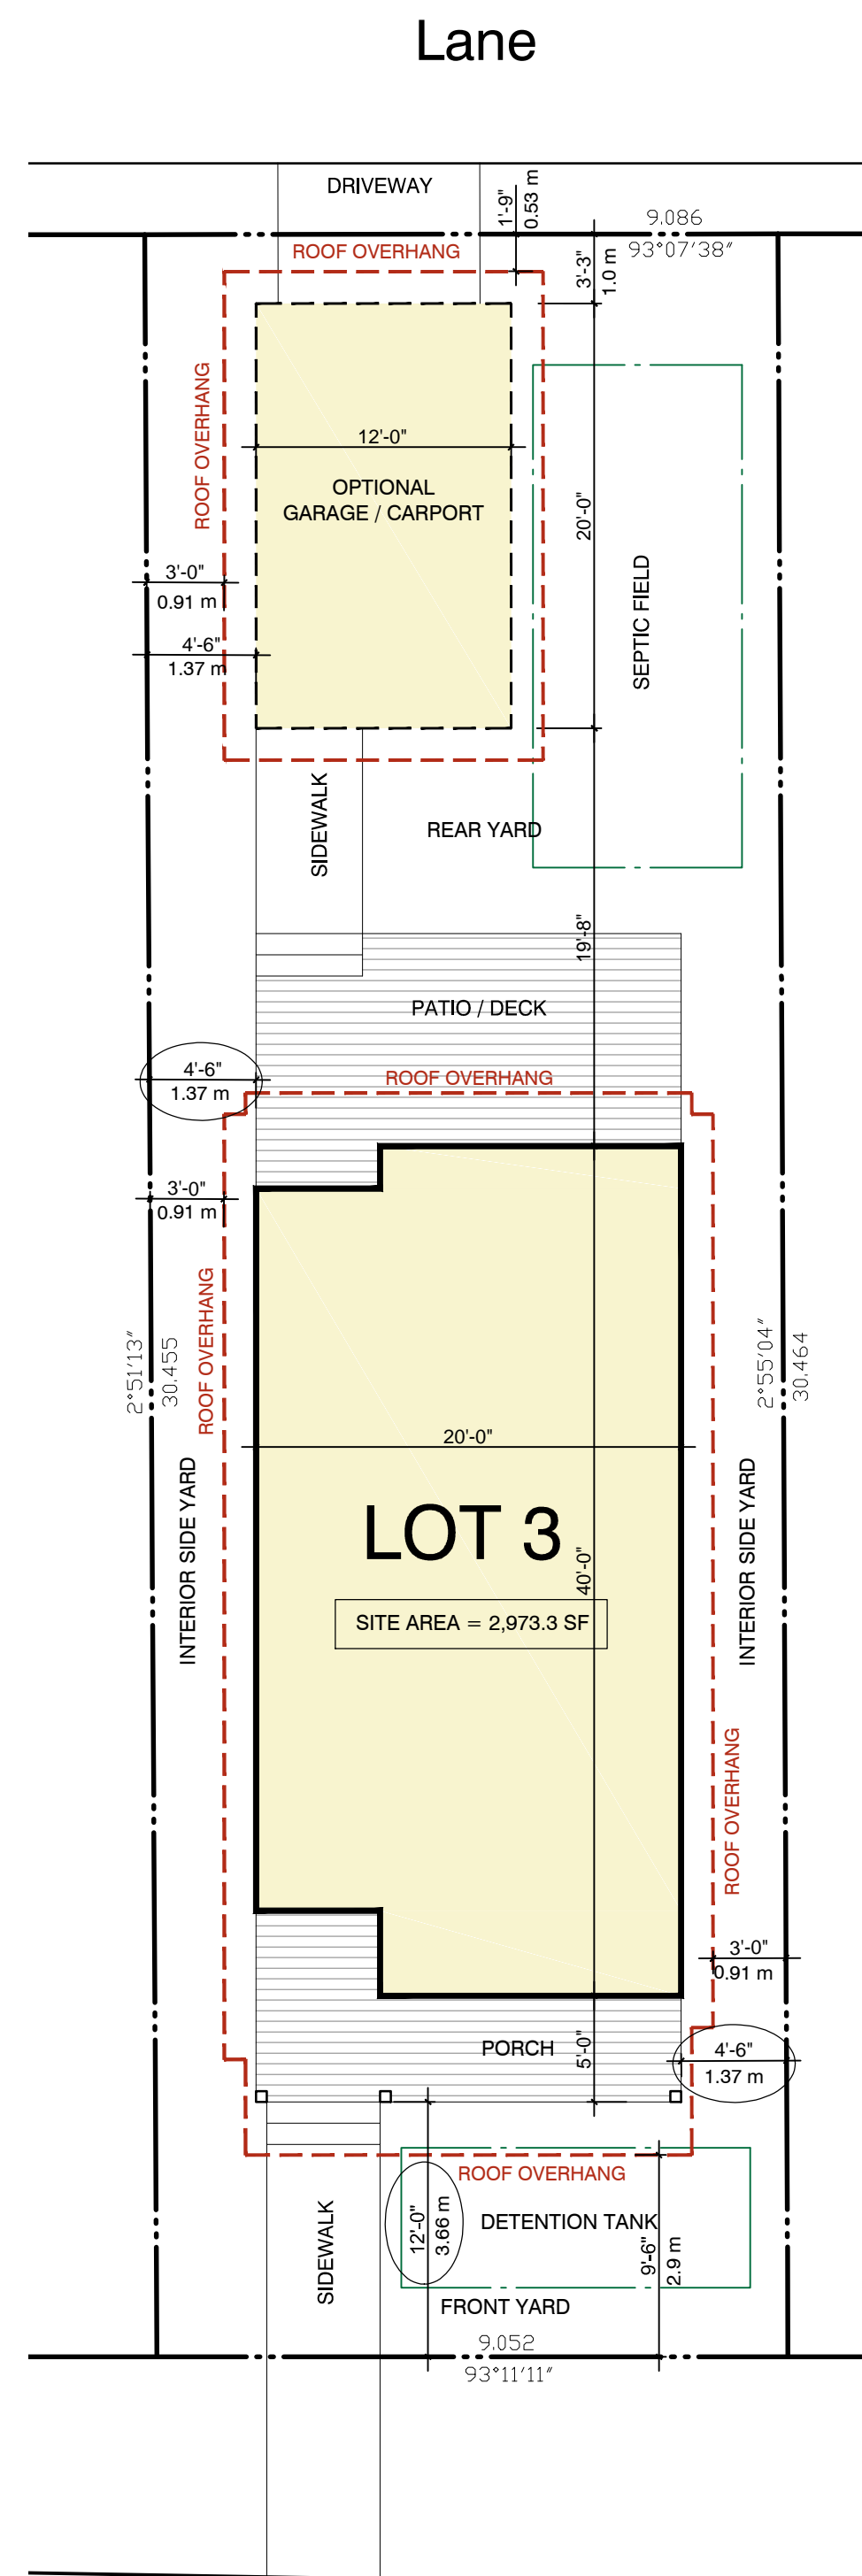 Lane
DRIVEWAY
1'-9"
0.53 m
9.086
93°07'38"
ROOF OVERHANG
3'-3"
1.0 m
ROOF OVERHANG
12'-0"
OPTIONAL
GARAGE / CARPORT
20'-0"
SEPTIC FIELD
3'-0"
0.91 m
4'-6"
1.37 m
SIDEWALK
REAR YARD
19'-8"
PATIO / DECK
4'-6"
1.37 m
ROOF OVERHANG
3'-0"
0.91 m
ROOF OVERHANG
2°51'13"
30.455
2°55'04"
30.464
20'-0"
INTERIOR SIDE YARD
LOT 3
40'-0"
SITE AREA = 2,973.3 SF
INTERIOR SIDE YARD
ROOF OVERHANG
3'-0"
0.91 m
PORCH
5'-0"
4'-6"
1.37 m
ROOF OVERHANG
SIDEWALK
12'-0"
3.66 m
DETENTION TANK
9'-6"
2.9 m
FRONT YARD
9.052
93°11'11"